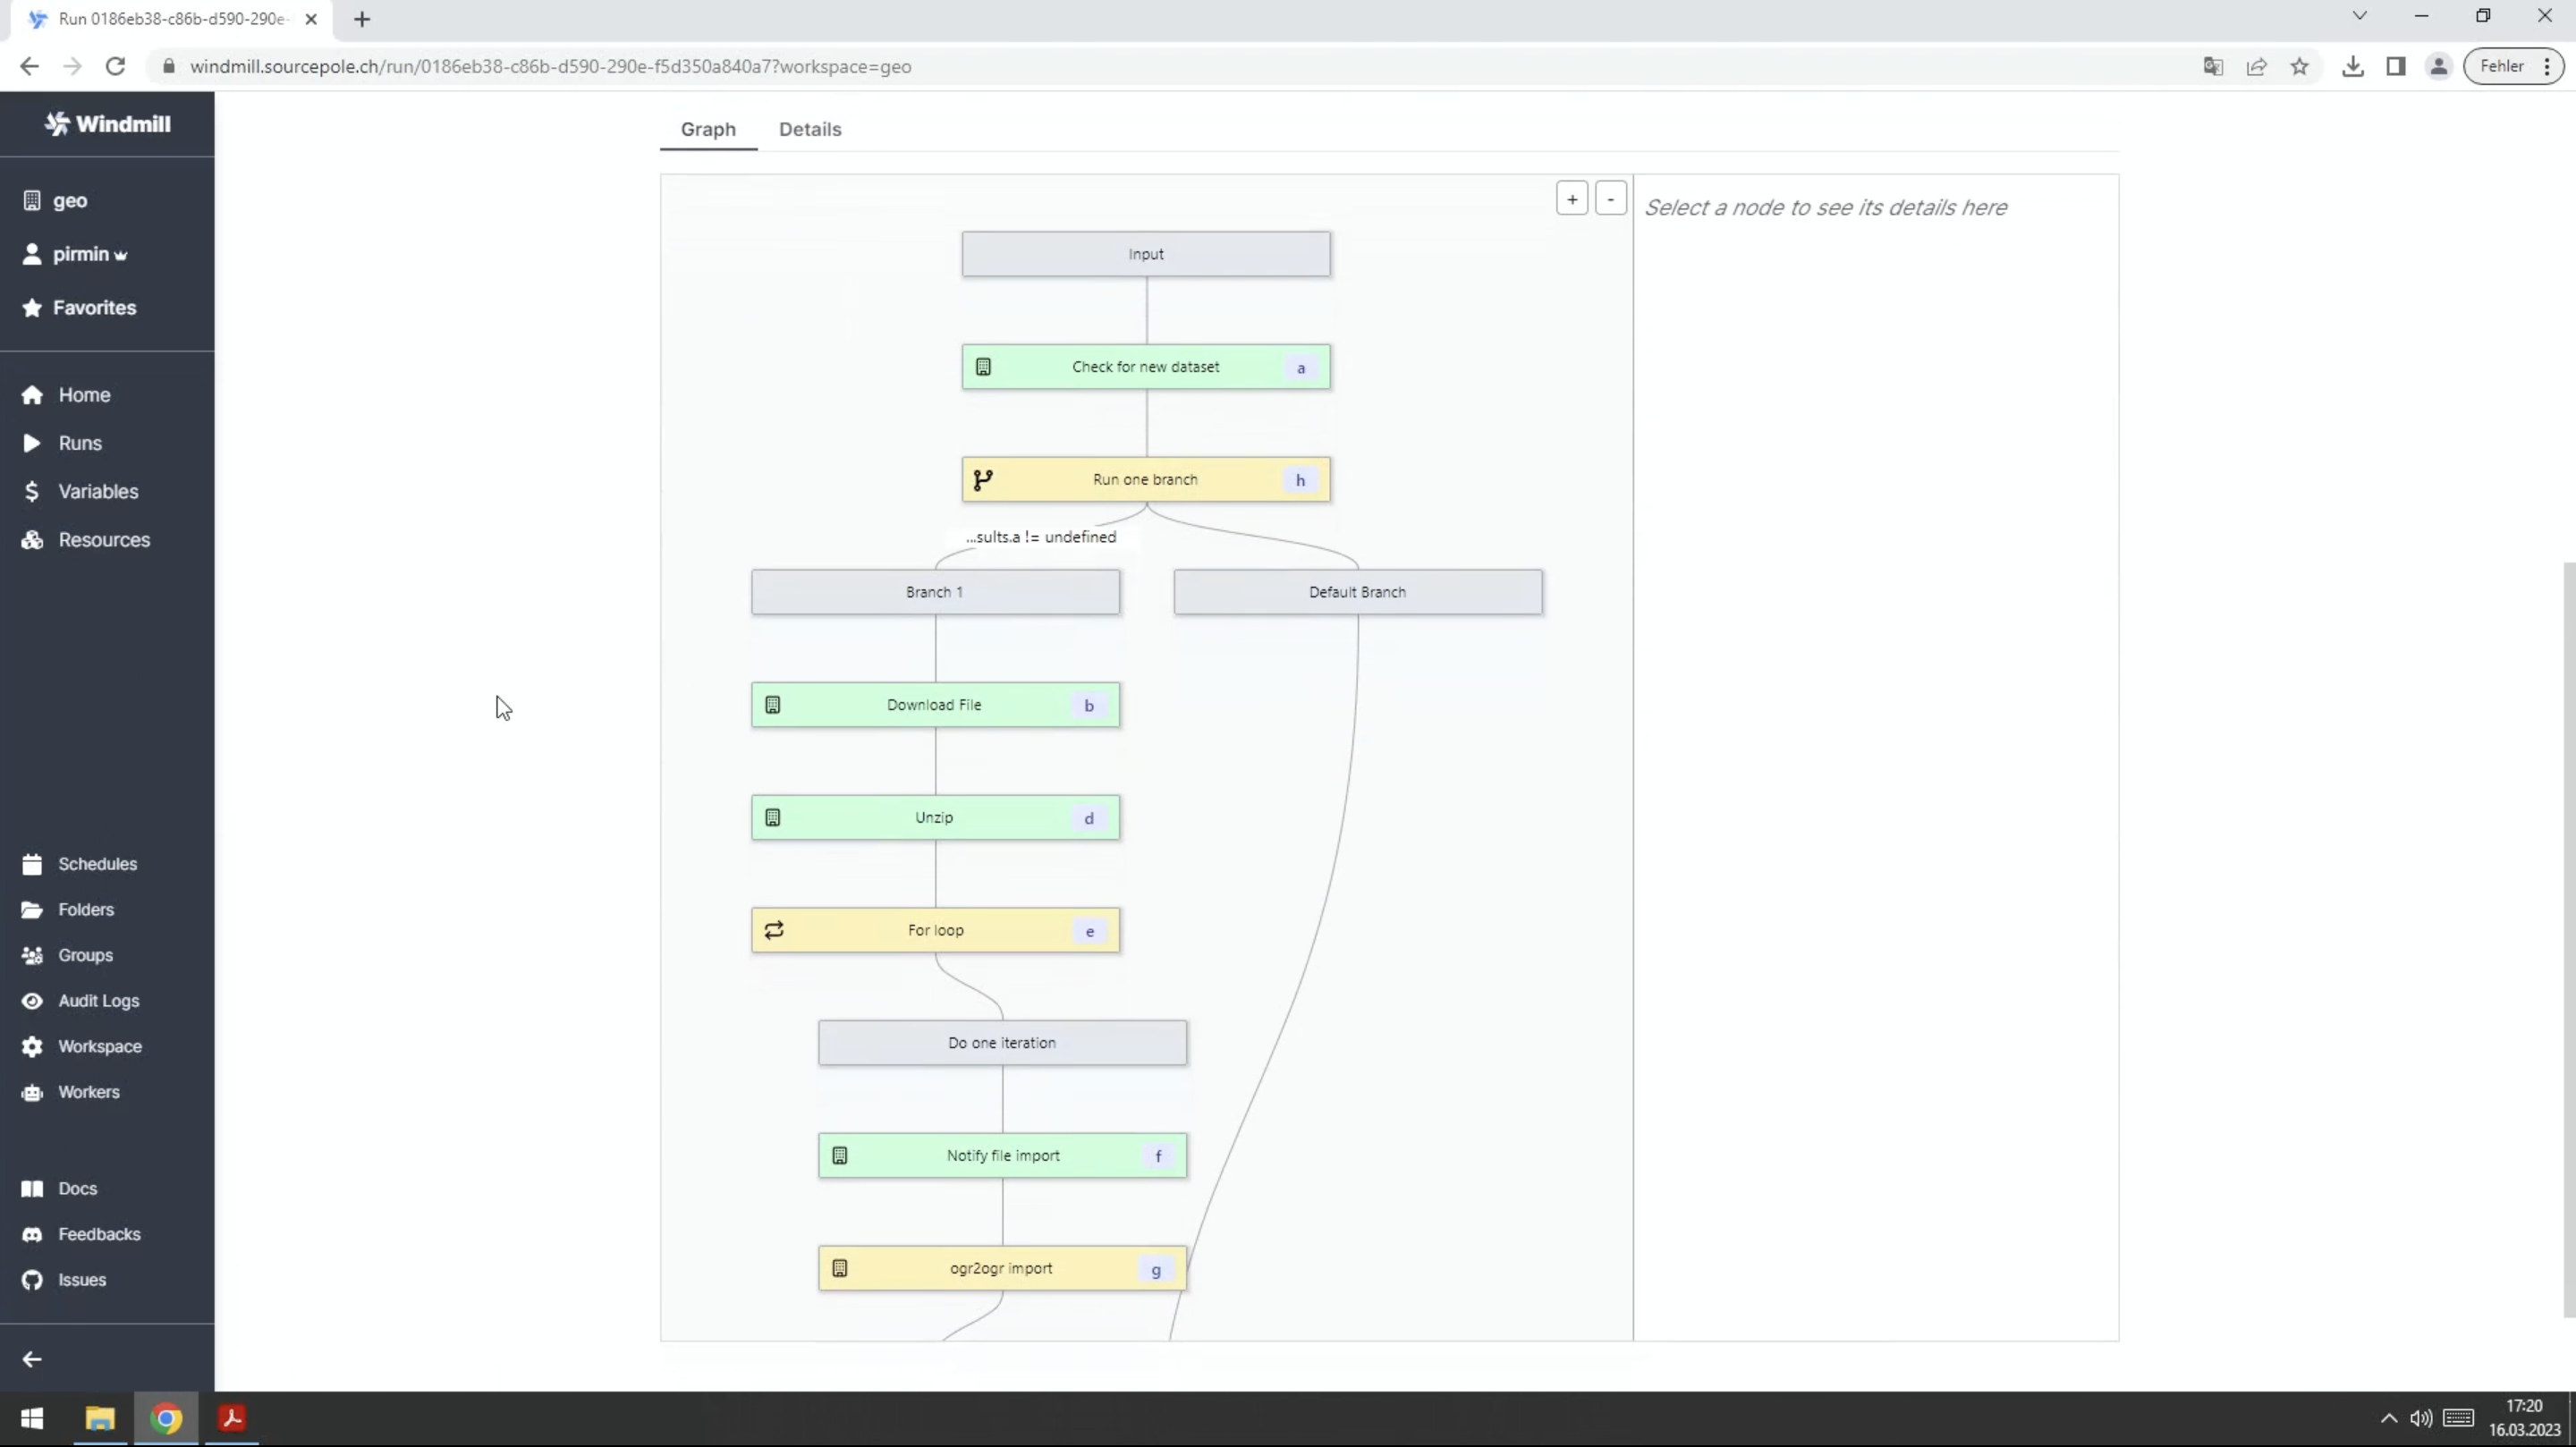 Run 0186eb38-c86b-d590-290e-
windmill.sourcepole.ch/run/0186eb38-c86b-d590-290e-f5d350a840a7?workspace=geo
Fehler
Windmill
geo
pirmin
Favorites
Home
Runs
Variables
Resources
Schedules
Folders
Groups
Audit Logs
Workspace
Workers
Docs
Feedbacks
Issues
Graph
Details
+ -
Select a node to see its details here
Input
Check for new dataset a
Run one branch h
...sults.a != undefined
Branch 1
Default Branch
Download File b
Unzip d
For loop e
Do one iteration
Notify file import f
ogr2ogr import g
17:20
16.03.2023